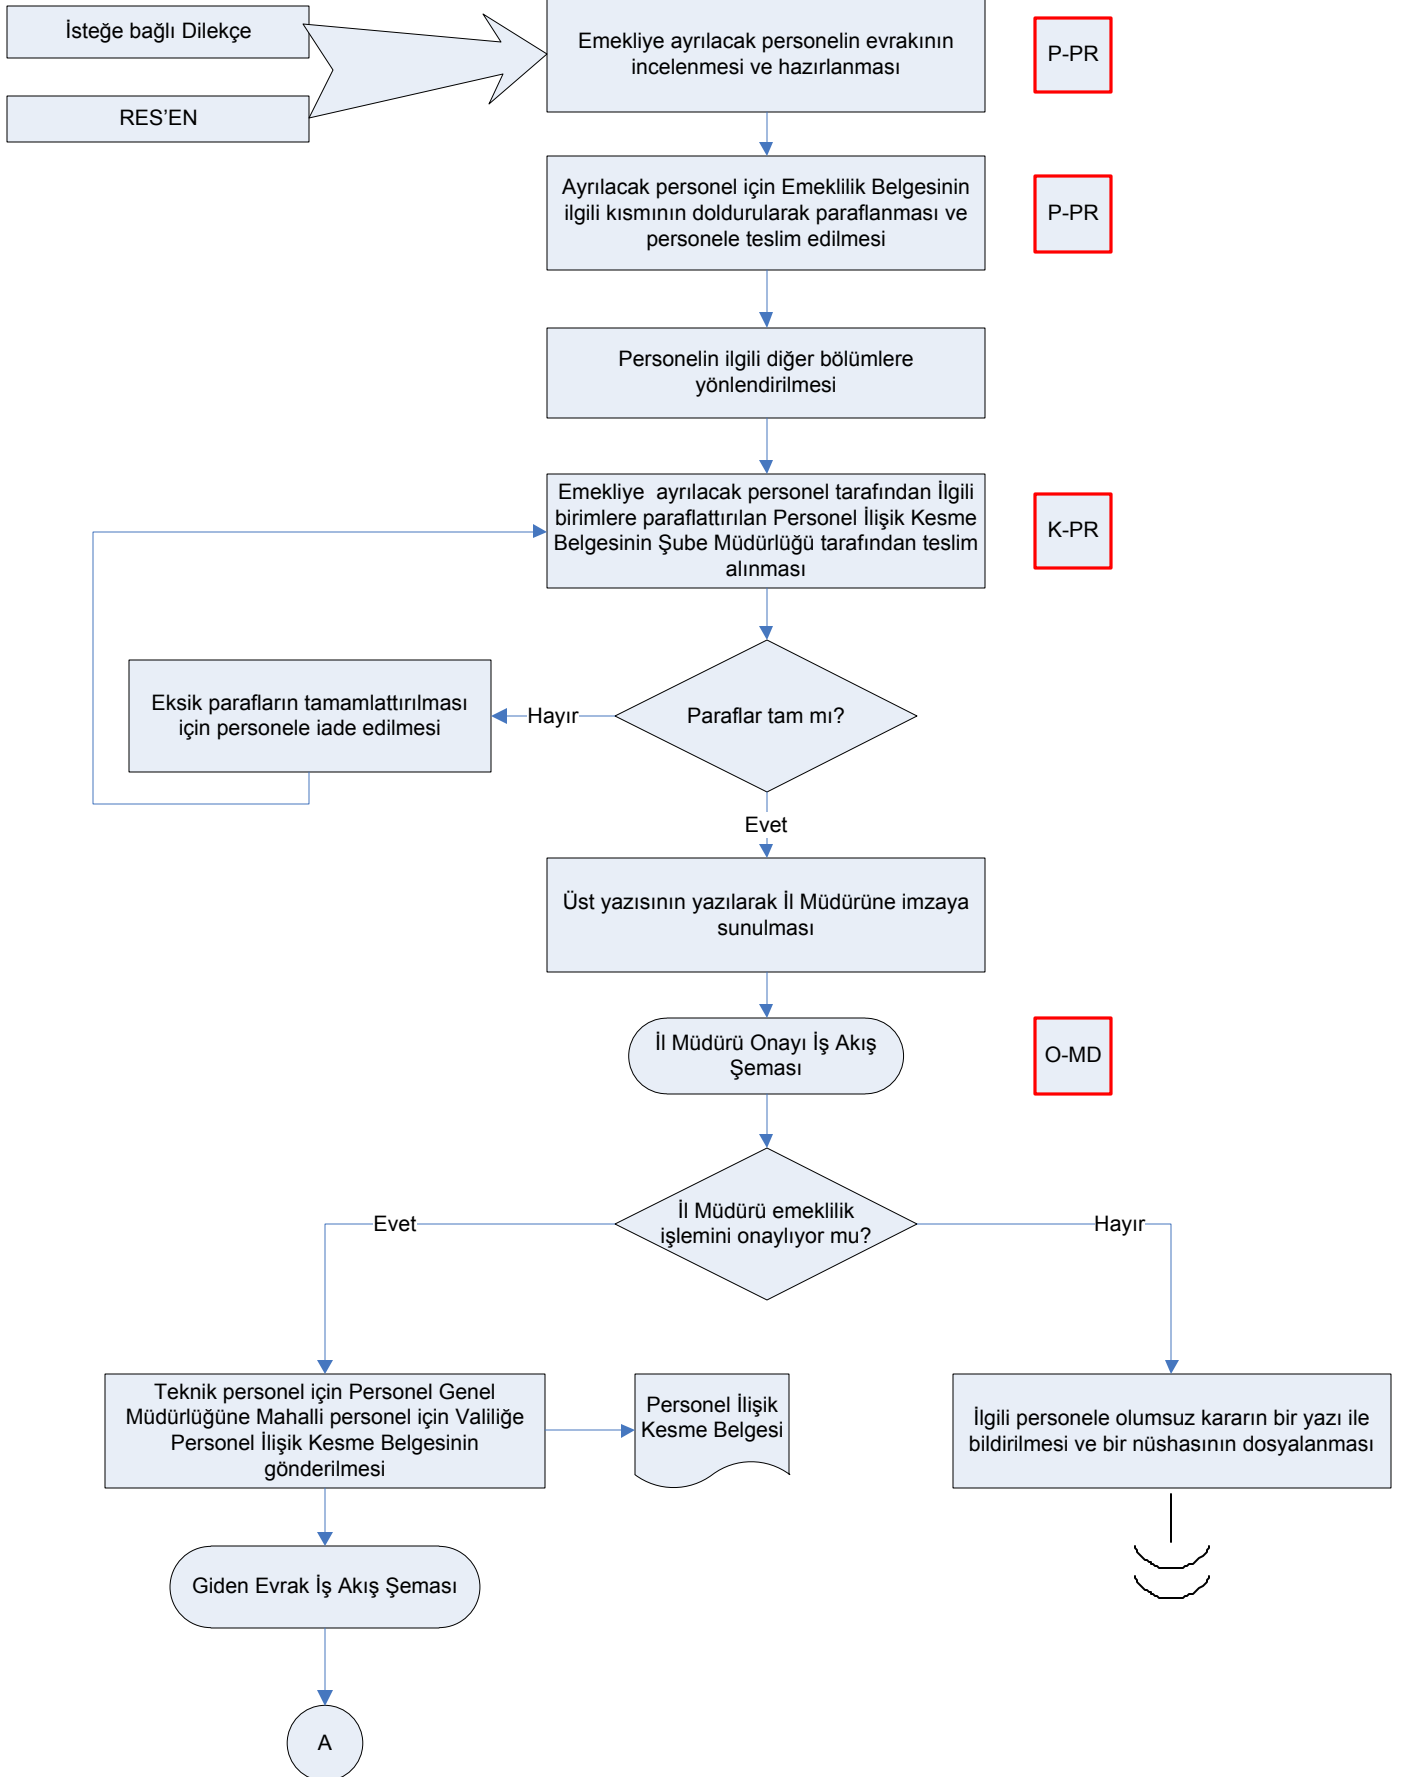 İsteğe bağlı Dilekçe
RES'EN
Emekliye ayrılacak personelin evrakının
incelenmesi ve hazırlanması
P-PR
Ayrılacak personel için Emeklilik Belgesinin
ilgili kısmının doldurularak paraflanması ve
personele teslim edilmesi
P-PR
Personelin ilgili diğer bölümlere
yönlendirilmesi
Emekliye  ayrılacak personel tarafından İlgili
birimlere paraflattırılan Personel İlişik Kesme
Belgesinin Şube Müdürlüğü tarafından teslim
alınması
K-PR
Eksik parafların tamamlattırılması
için personele iade edilmesi
Hayır
Paraflar tam mı?
Evet
Üst yazısının yazılarak İl Müdürüne imzaya
sunulması
İl Müdürü Onayı İş Akış
Şeması
O-MD
İl Müdürü emeklilik
işlemini onaylıyor mu?
Evet
Hayır
Teknik personel için Personel Genel
Müdürlüğüne Mahalli personel için Valiliğe
Personel İlişik Kesme Belgesinin
gönderilmesi
Personel İlişik
Kesme Belgesi
İlgili personele olumsuz kararın bir yazı ile
bildirilmesi ve bir nüshasının dosyalanması
Giden Evrak İş Akış Şeması
A